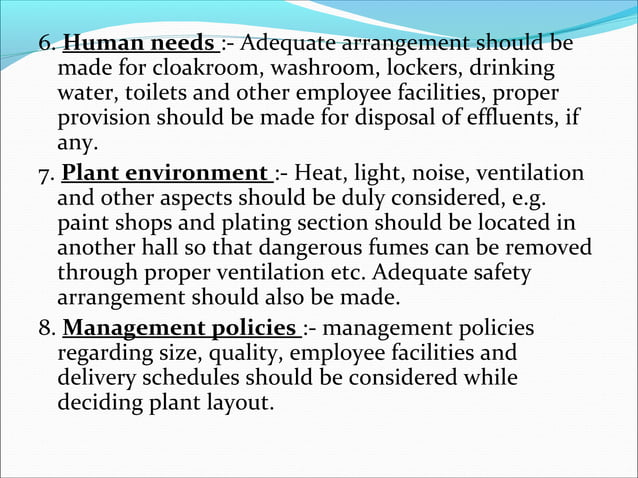 6. Human needs :- Adequate arrangement should be
made for cloakroom, washroom, lockers, drinking
water, toilets and other employee facilities, proper
provision should be made for disposal of effluents, if
any.
7. Plant environment :- Heat, light, noise, ventilation
and other aspects should be duly considered, e.g.
paint shops and plating section should be located in
another hall so that dangerous fumes can be removed
through proper ventilation etc. Adequate safety
arrangement should also be made.
8. Management policies :- management policies
regarding size, quality, employee facilities and
delivery schedules should be considered while
deciding plant layout.